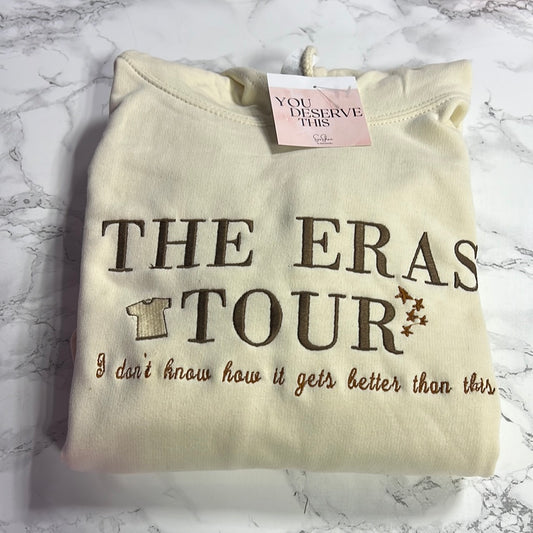 YOU
DESERVE
THIS
THE ERAS
TOUR
I don't know how it gets better than this